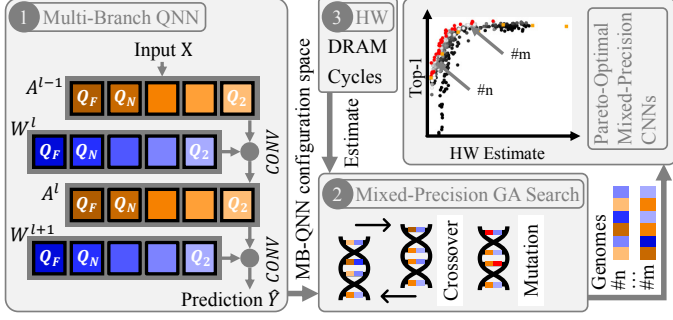 1 Multi-Branch QNN
Input X
A^{l-1}
Q_F Q_N Q_2
W^l
Q_F Q_N Q_2
CONV
A^l
Q_F Q_N Q_2
W^{l+1}
Q_F Q_N Q_2
CONV
Prediction Ŷ
MB-QNN configuration space
3 HW
DRAM
Cycles
Estimate
2 Mixed-Precision GA Search
Crossover
Mutation
Genomes
#n ... #m
Top-1
#m
#n
HW Estimate
Pareto-Optimal
Mixed-Precision
CNNs